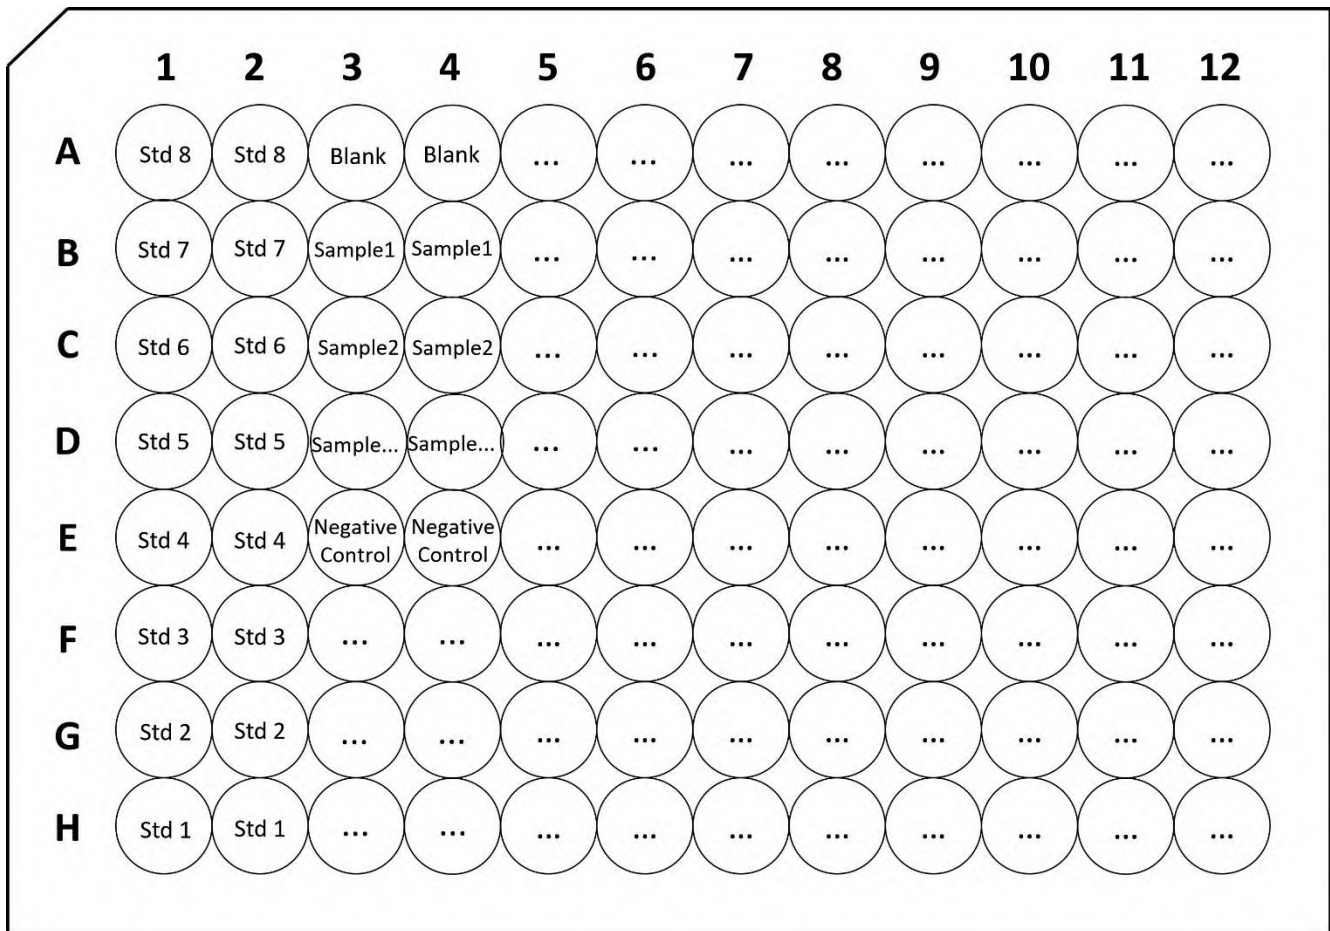 1 2 3 4 5 6 7 8 9 10 11 12
A Std 8 Std 8 Blank Blank ... ... ... ... ... ... ... ...
B Std 7 Std 7 Sample1 Sample1 ... ... ... ... ... ... ... ...
C Std 6 Std 6 Sample2 Sample2 ... ... ... ... ... ... ... ...
D Std 5 Std 5 Sample... Sample... ... ... ... ... ... ... ... ...
E Std 4 Std 4 Negative Control Negative Control ... ... ... ... ... ... ... ...
F Std 3 Std 3 ... ... ... ... ... ... ... ... ... ...
G Std 2 Std 2 ... ... ... ... ... ... ... ... ... ...
H Std 1 Std 1 ... ... ... ... ... ... ... ... ... ...